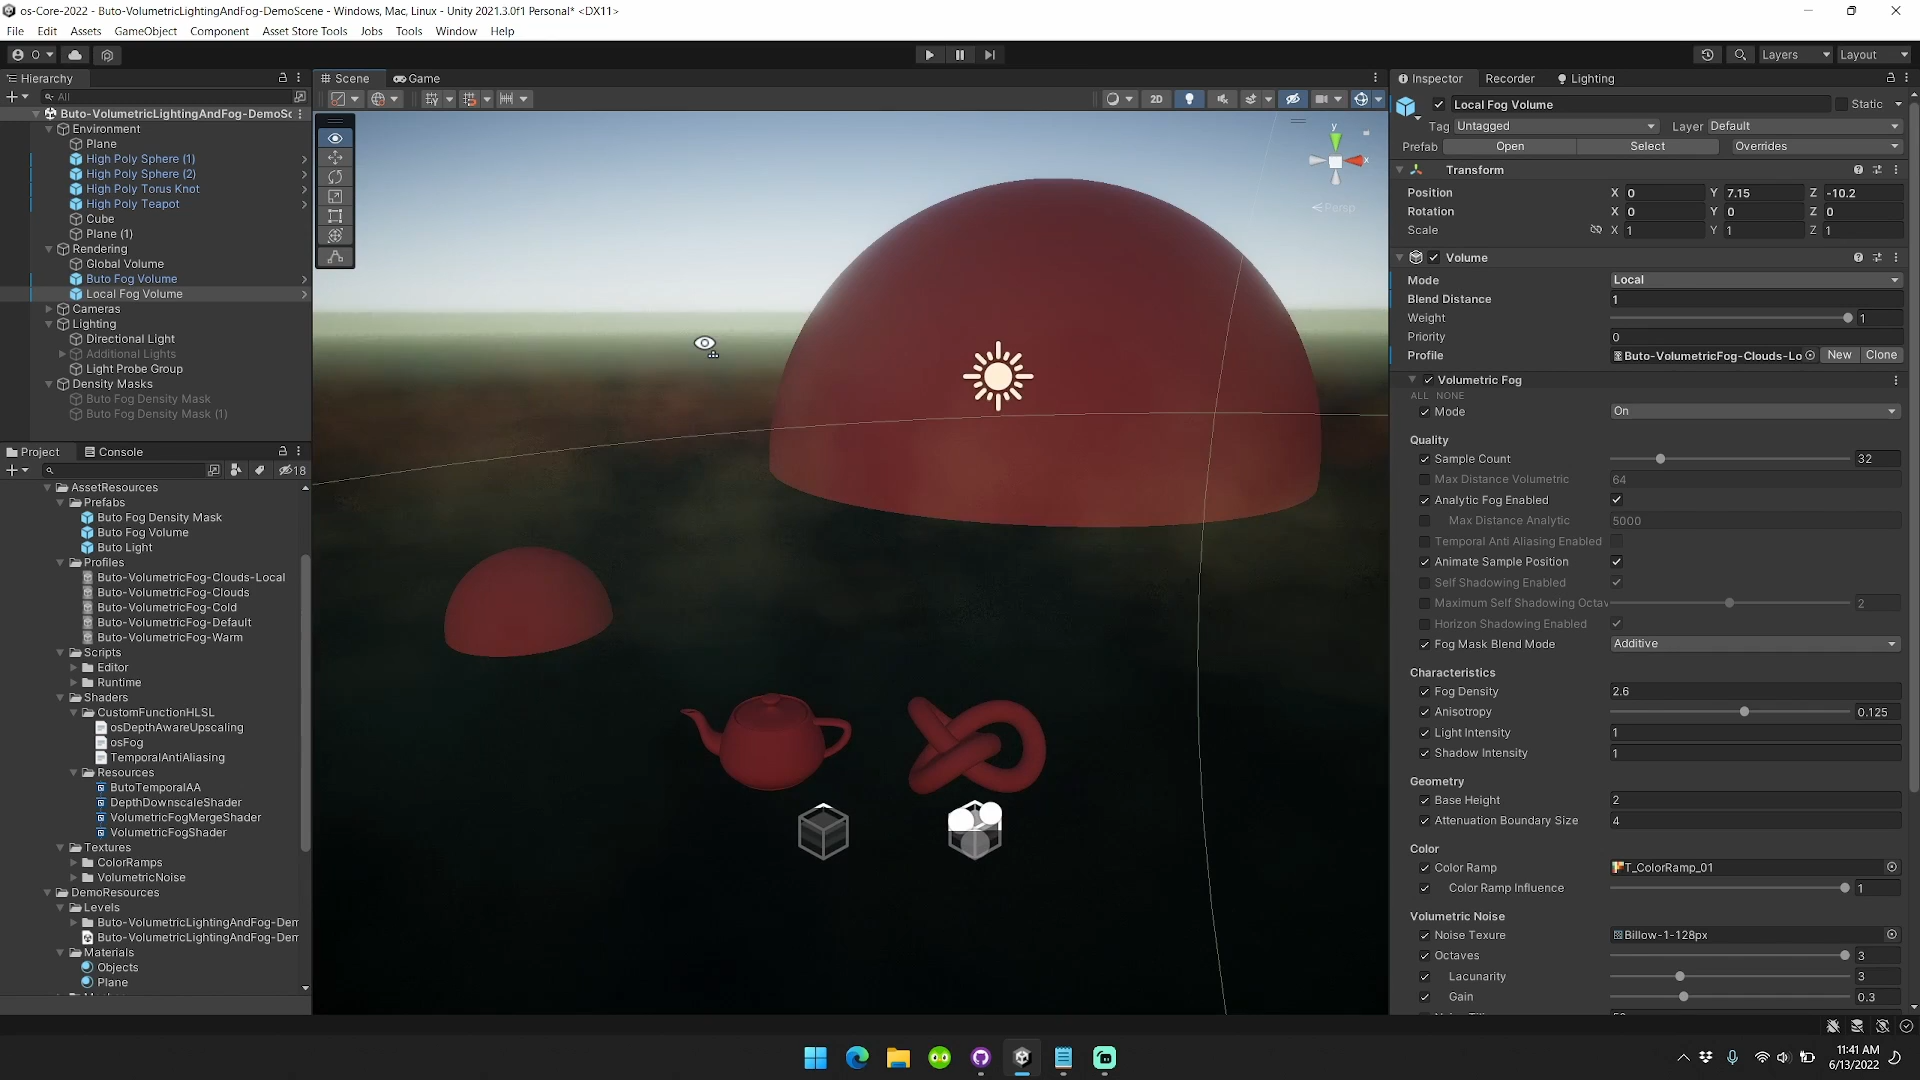 os-Core-2022 - Buto-VolumetricLightingAndFog-DemoScene - Windows, Mac, Linux - Unity 2021.3.0f1 Personal* <DX11>
File Edit Assets GameObject Component Asset Store Tools Jobs Tools Window Help
O
Layers
Layout
Hierarchy
Scene
Game
Inspector
Recorder
Lighting
All
Buto-VolumetricLightingAndFog-DemoSc
Environment
Plane
High Poly Sphere (1)
High Poly Sphere (2)
High Poly Torus Knot
High Poly Teapot
Cube
Plane (1)
Rendering
Global Volume
Buto Fog Volume
Local Fog Volume
Cameras
Lighting
Directional Light
Additional Lights
Light Probe Group
Density Masks
Buto Fog Density Mask
Buto Fog Density Mask (1)
Project
Console
18
AssetResources
Prefabs
Buto Fog Density Mask
Buto Fog Volume
Buto Light
Profiles
Buto-VolumetricFog-Clouds-Local
Buto-VolumetricFog-Clouds
Buto-VolumetricFog-Cold
Buto-VolumetricFog-Default
Buto-VolumetricFog-Warm
Scripts
Editor
Runtime
Shaders
CustomFunctionHLSL
osDepthAwareUpscaling
osFog
TemporalAntiAliasing
Resources
ButoTemporalAA
DepthDownscaleShader
VolumetricFogMergeShader
VolumetricFogShader
Textures
ColorRamps
VolumetricNoise
DemoResources
Levels
Buto-VolumetricLightingAndFog-Dem
Buto-VolumetricLightingAndFog-Dem
Materials
Objects
Plane
2D
y
x
Persp
Local Fog Volume
Static
Tag Untagged
Layer Default
Prefab Open Select Overrides
Transform
Position X 0 Y 7.15 Z -10.2
Rotation X 0 Y 0 Z 0
Scale X 1 Y 1 Z 1
Volume
Mode Local
Blend Distance 1
Weight 1
Priority 0
Profile Buto-VolumetricFog-Clouds-Lo New Clone
Volumetric Fog
ALL NONE
Mode On
Quality
Sample Count 32
Max Distance Volumetric 64
Analytic Fog Enabled
Max Distance Analytic 5000
Temporal Anti Aliasing Enabled
Animate Sample Position
Self Shadowing Enabled
Maximum Self Shadowing Octav 2
Horizon Shadowing Enabled
Fog Mask Blend Mode Additive
Characteristics
Fog Density 2.6
Anisotropy 0.125
Light Intensity 1
Shadow Intensity 1
Geometry
Base Height 2
Attenuation Boundary Size 4
Color
Color Ramp T_ColorRamp_01
Color Ramp Influence 1
Volumetric Noise
Noise Texure Billow-1-128px
Octaves 3
Lacunarity 3
Gain 0.3
11:41 AM
6/13/2022